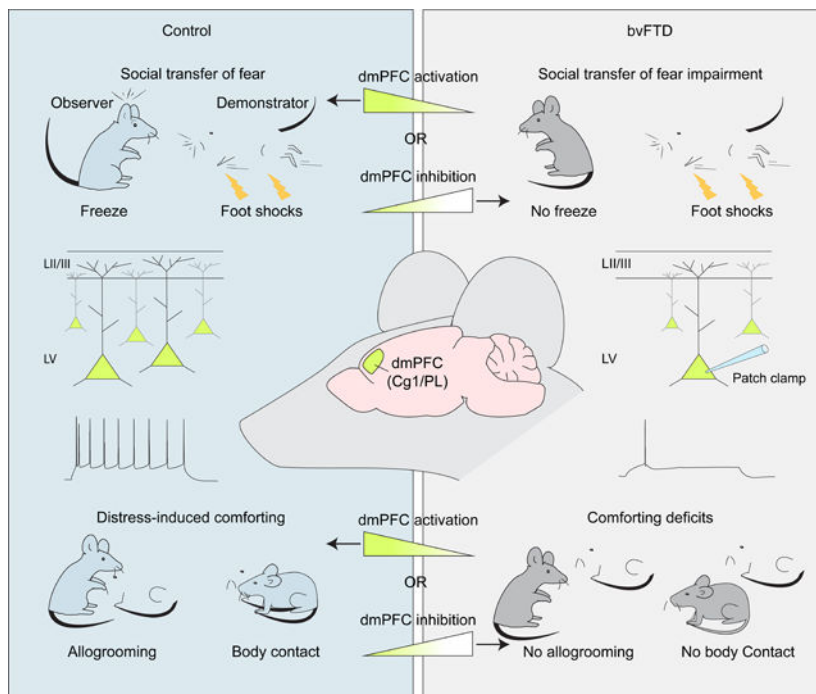 Control
bvFTD
Social transfer of fear
dmPFC activation
Social transfer of fear impairment
Observer
Demonstrator
OR
dmPFC inhibition
Freeze
Foot shocks
No freeze
Foot shocks
LII/III
LII/III
LV
dmPFC
(Cg1/PL)
LV
Patch clamp
Distress-induced comforting
dmPFC activation
Comforting deficits
OR
dmPFC inhibition
Allogrooming
Body contact
No allogrooming
No body Contact